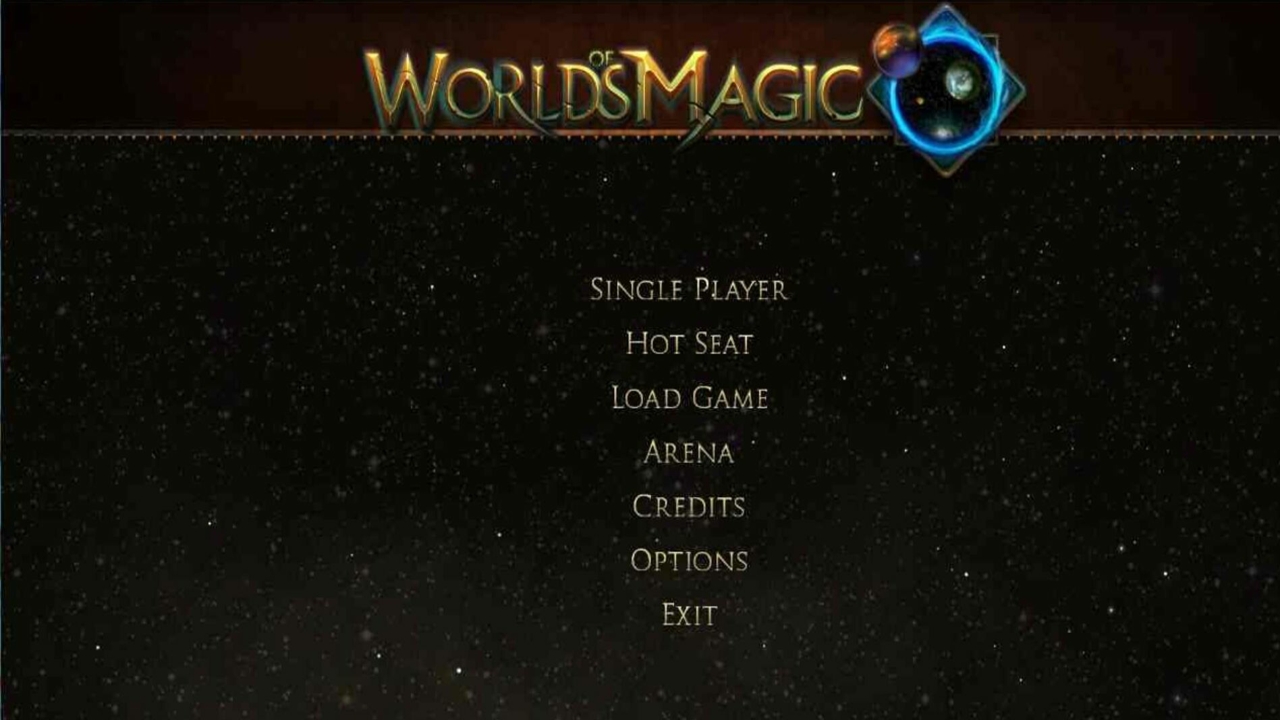 Worlds of Magic
Single Player
Hot Seat
Load Game
Arena
Credits
Options
Exit